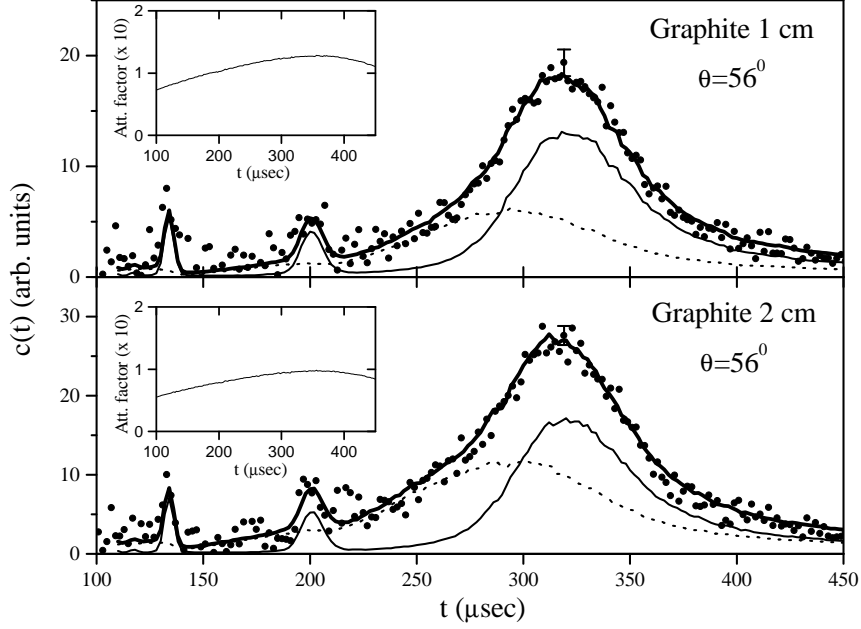 20
10
0
c(t) (arb. units)
Graphite 1 cm
θ=56⁰
2
1
0
Att. factor (x 10)
100 200 300 400
t (μsec)
30
20
10
0
Graphite 2 cm
θ=56⁰
2
1
0
Att. factor (x 10)
100 200 300 400
t (μsec)
100 150 200 250 300 350 400 450
t (μsec)